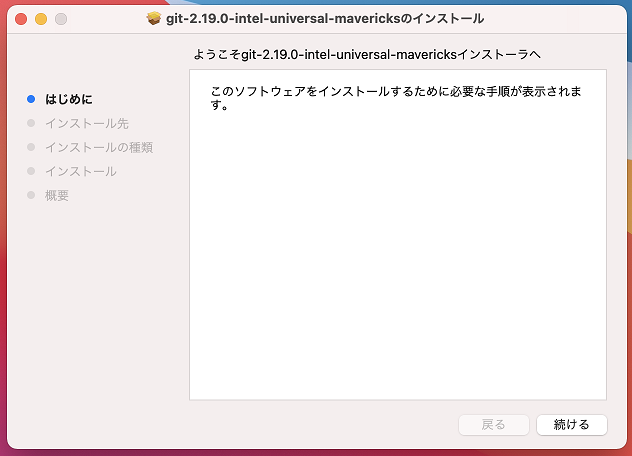 git-2.19.0-intel-universal-mavericksのインストール
ようこそgit-2.19.0-intel-universal-mavericksインストーラへ
はじめに
インストール先
インストールの種類
インストール
概要
このソフトウェアをインストールするために必要な手順が表示されま
す。
戻る
続ける